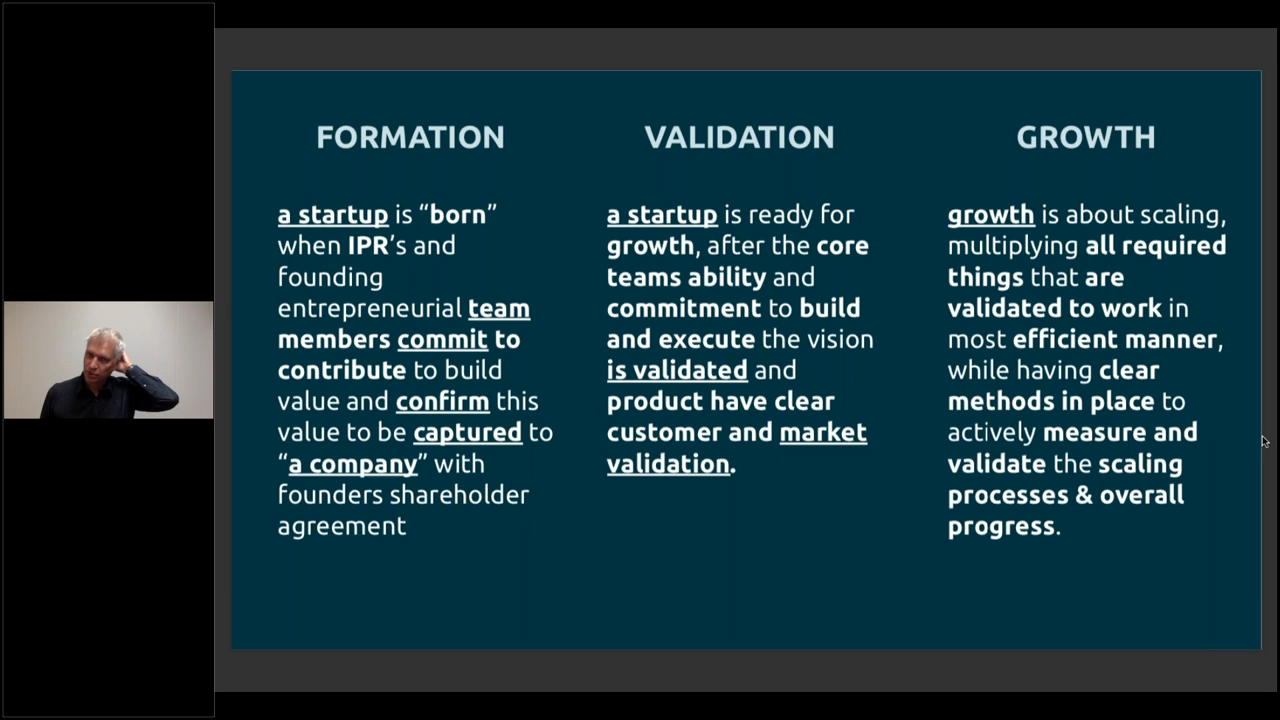 FORMATION
a startup is “born”
when IPR’s and
founding
entrepreneurial team
members commit to
contribute to build
value and confirm this
value to be captured to
“a company” with
founders shareholder
agreement
VALIDATION
a startup is ready for
growth, after the core
teams ability and
commitment to build
and execute the vision
is validated and
product have clear
customer and market
validation.
GROWTH
growth is about scaling,
multiplying all required
things that are
validated to work in
most efficient manner,
while having clear
methods in place to
actively measure and
validate the scaling
processes & overall
progress.